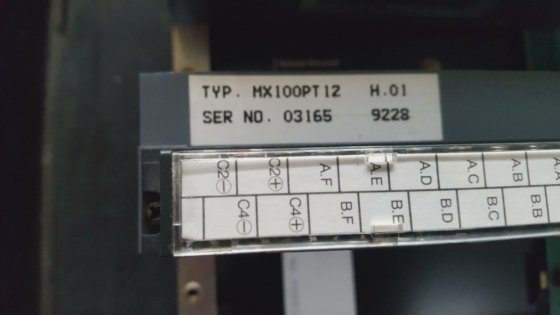 TYP. MX100PT12 H.01
SER NO. 03165 9228
C2⊖ C2⊕ A.F A.E A.D A.C A.B A.A
C4⊖ C4⊕ B.F B.E B.D B.C B.B